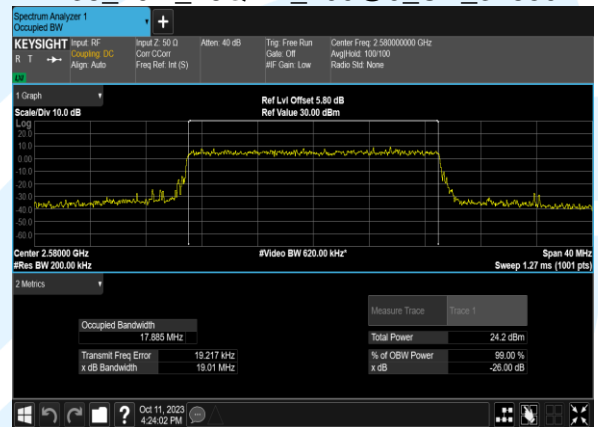 Spectrum Analyzer 1
Occupied BW
+
KEYSIGHT Input: RF Input Z: 50 Ω Atten: 40 dB Trig: Free Run Center Freq: 2.580000000 GHz
R T Coupling: DC Corr CCorr Gate: Off Avg|Hold: 100/100
Align: Auto Freq Ref: Int (S) #IF Gain: Low Radio Std: None
1 Graph
Ref Lvl Offset 5.80 dB
Scale/Div 10.0 dB Ref Value 30.00 dBm
Log
20.0
10.0
0.00
-10.0
-20.0
-30.0
-40.0
-50.0
-60.0
Center 2.58000 GHz #Video BW 620.00 kHz* Span 40 MHz
#Res BW 200.00 kHz Sweep 1.27 ms (1001 pts)
2 Metrics
Measure Trace Trace 1
Occupied Bandwidth
17.885 MHz Total Power 24.2 dBm
Transmit Freq Error 19.217 kHz % of OBW Power 99.00 %
x dB Bandwidth 19.01 MHz x dB -26.00 dB
? Oct 11, 2023
4:24:02 PM